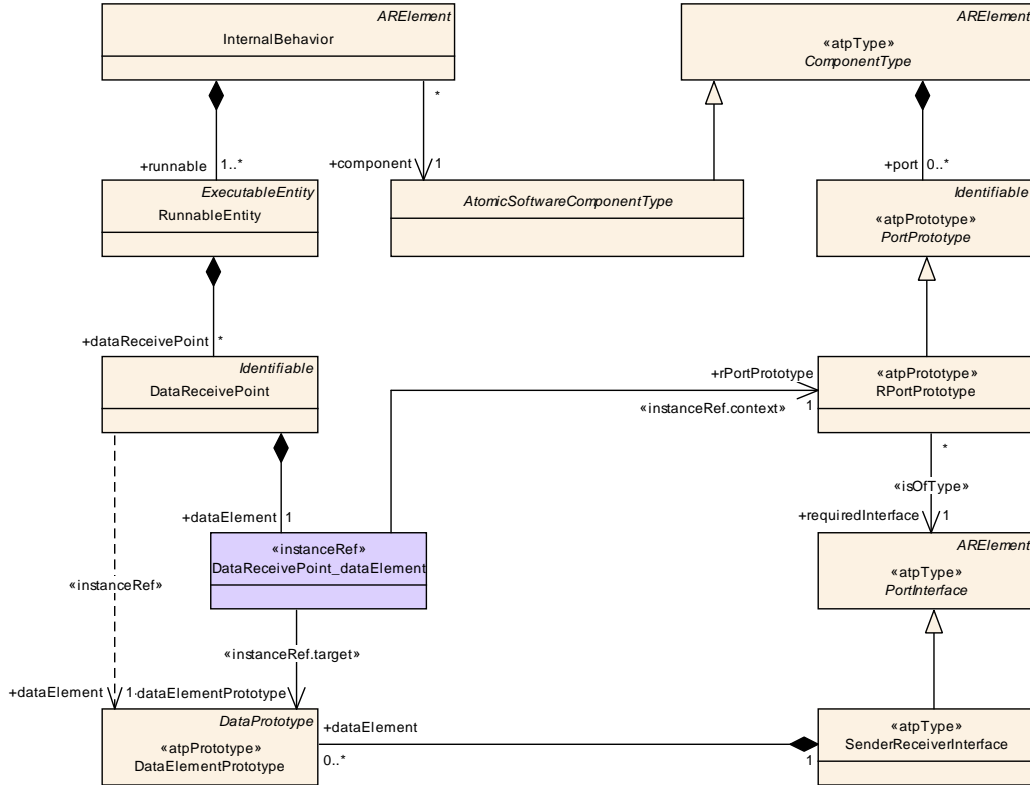 ARElement
InternalBehavior
ARElement
«atpType»
ComponentType
*
+runnable
1..*
+component
1
+port
0..*
ExecutableEntity
RunnableEntity
AtomicSoftwareComponentType
Identifiable
«atpPrototype»
PortPrototype
+dataReceivePoint
*
Identifiable
DataReceivePoint
+rPortPrototype
«instanceRef.context»
1
«atpPrototype»
RPortPrototype
*
«isOfType»
+dataElement
1
+requiredInterface
1
«instanceRef»
DataReceivePoint_dataElement
ARElement
«atpType»
PortInterface
«instanceRef»
«instanceRef.target»
+dataElement
1
dataElementPrototype
DataPrototype
«atpPrototype»
DataElementPrototype
+dataElement
0..*
1
«atpType»
SenderReceiverInterface